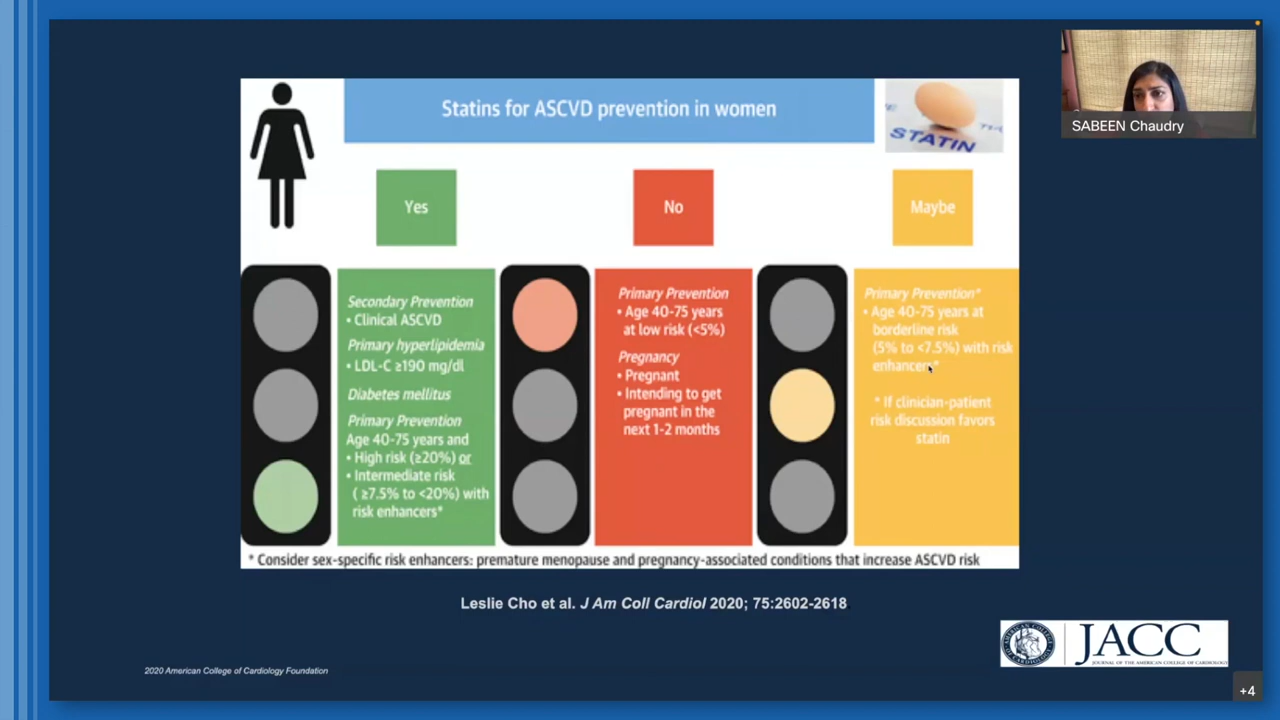 SABEEN Chaudry
Statins for ASCVD prevention in women
STATIN
Yes
No
Maybe
Secondary Prevention
• Clinical ASCVD
Primary hyperlipidemia
• LDL-C ≥190 mg/dl
Diabetes mellitus
Primary Prevention
Age 40-75 years and
• High risk (≥20%) or
• Intermediate risk
( ≥7.5% to <20%) with
risk enhancers*
Primary Prevention
• Age 40-75 years
at low risk (<5%)
Pregnancy
• Pregnant
• Intending to get
pregnant in the
next 1-2 months
Primary Prevention*
• Age 40-75 years at
borderline risk
(5% to <7.5%) with risk
enhancers*
* If clinician-patient
risk discussion favors
statin
* Consider sex-specific risk enhancers: premature menopause and pregnancy-associated conditions that increase ASCVD risk
Leslie Cho et al. J Am Coll Cardiol 2020; 75:2602-2618
JACC
JOURNAL OF THE AMERICAN COLLEGE OF CARDIOLOGY
2020 American College of Cardiology Foundation
+4